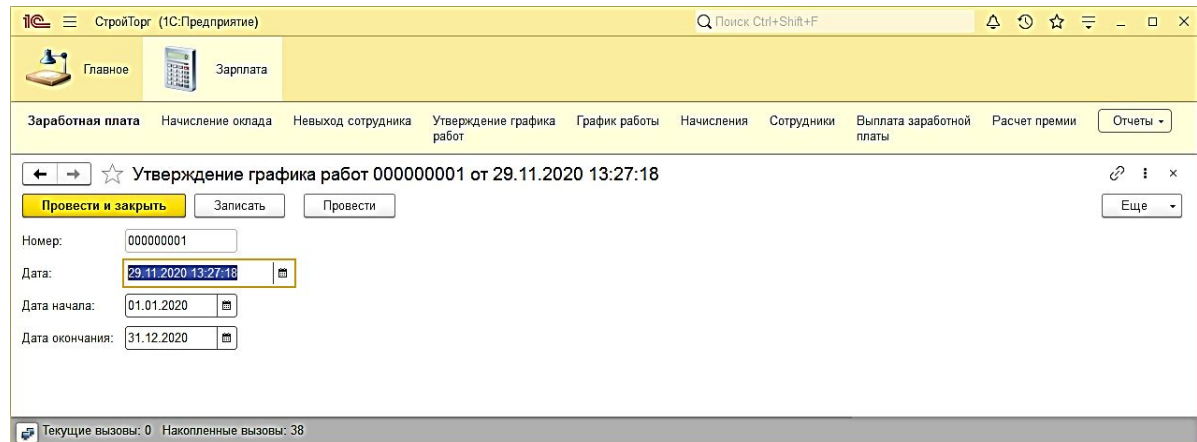 1С СтройТорг (1С:Предприятие) Поиск Ctrl+Shift+F
Главное Зарплата
Заработная плата Начисление оклада Невыход сотрудника Утверждение графика работ График работы Начисления Сотрудники Выплата заработной платы Расчет премии Отчеты
Утверждение графика работ 000000001 от 29.11.2020 13:27:18
Провести и закрыть Записать Провести Еще
Номер: 000000001
Дата: 29.11.2020 13:27:18
Дата начала: 01.01.2020
Дата окончания: 31.12.2020
Текущие вызовы: 0 Накопленные вызовы: 38